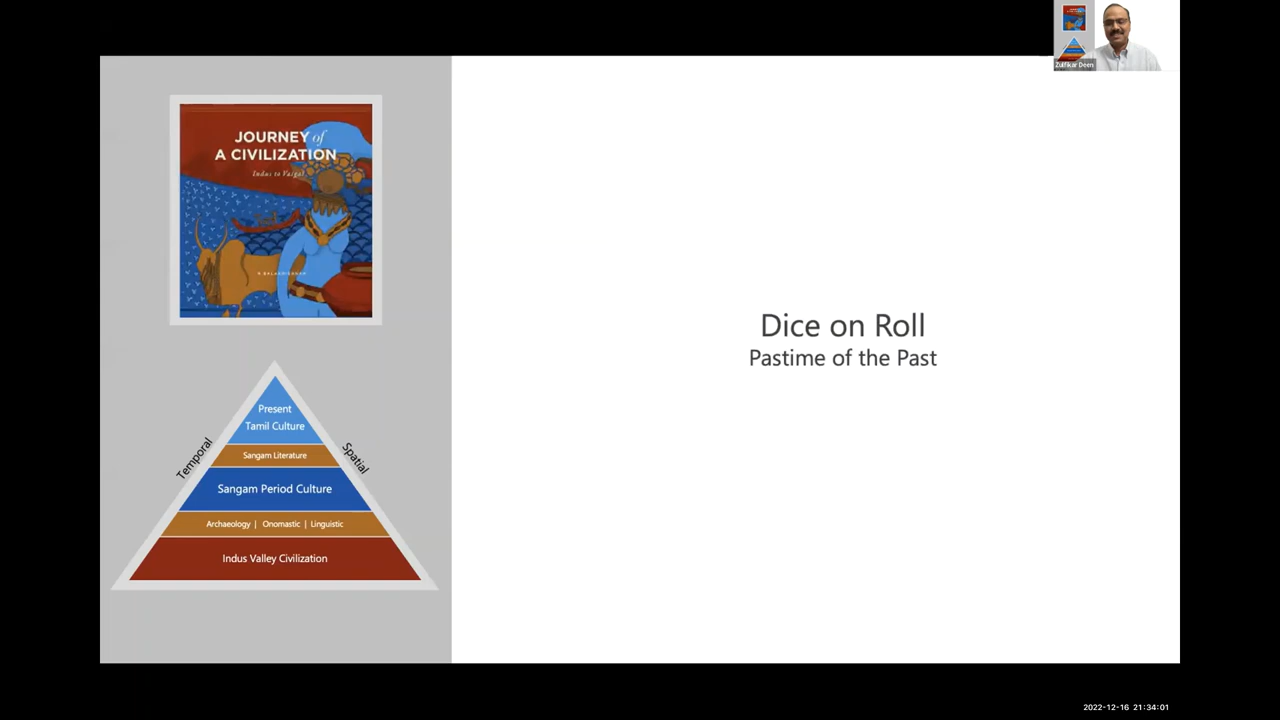 JOURNEY of
A CIVILIZATION
Indus to Vaigai
R BALAKRISHNAN
Temporal
Spatial
Present
Tamil Culture
Sangam Literature
Sangam Period Culture
Archaeology | Onomastic | Linguistic
Indus Valley Civilization
Dice on Roll
Pastime of the Past
Zulfikar Deen
2022-12-16 21:34:01